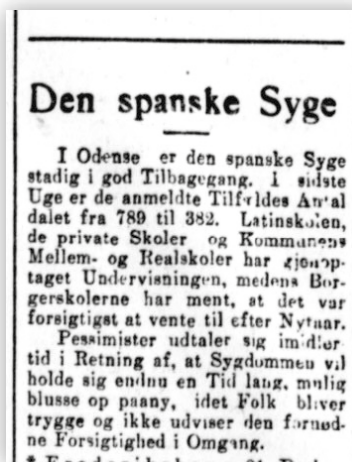 Den spanske Syge
I Odense er den spanske Syge
stadig i god Tilbagegang. I sidste
Uge er de anmeldte Tilfældes Antal
dalet fra 789 til 382. Latinskolen,
de private Skoler og Kommunens
Mellem- og Realskoler har gjenop-
taget Undervisningen, medens Bor-
gerskolerne har ment, at det var
forsigtigst at vente til efter Nytaar.
Pessimister udtaler sig imidler-
tid i Retning af, at Sygdommen vil
holde sig endnu en Tid lang, mulig
blusse op paany, idet Folk bliver
trygge og ikke udviser den fornød-
ne Forsigtighed i Omgang.